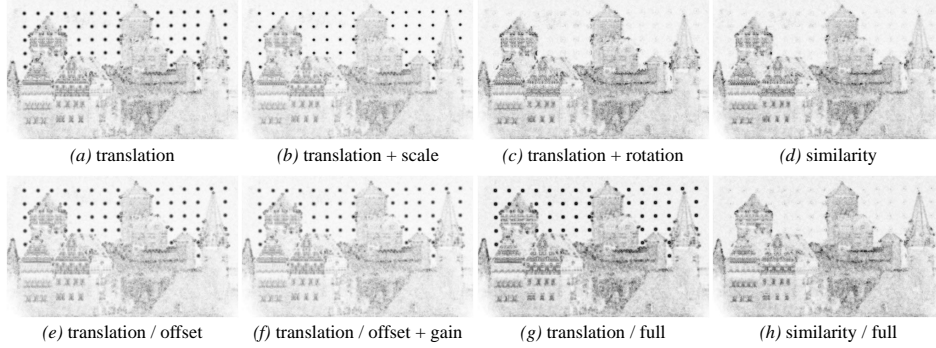 (a) translation
(b) translation + scale
(c) translation + rotation
(d) similarity
(e) translation / offset
(f) translation / offset + gain
(g) translation / full
(h) similarity / full